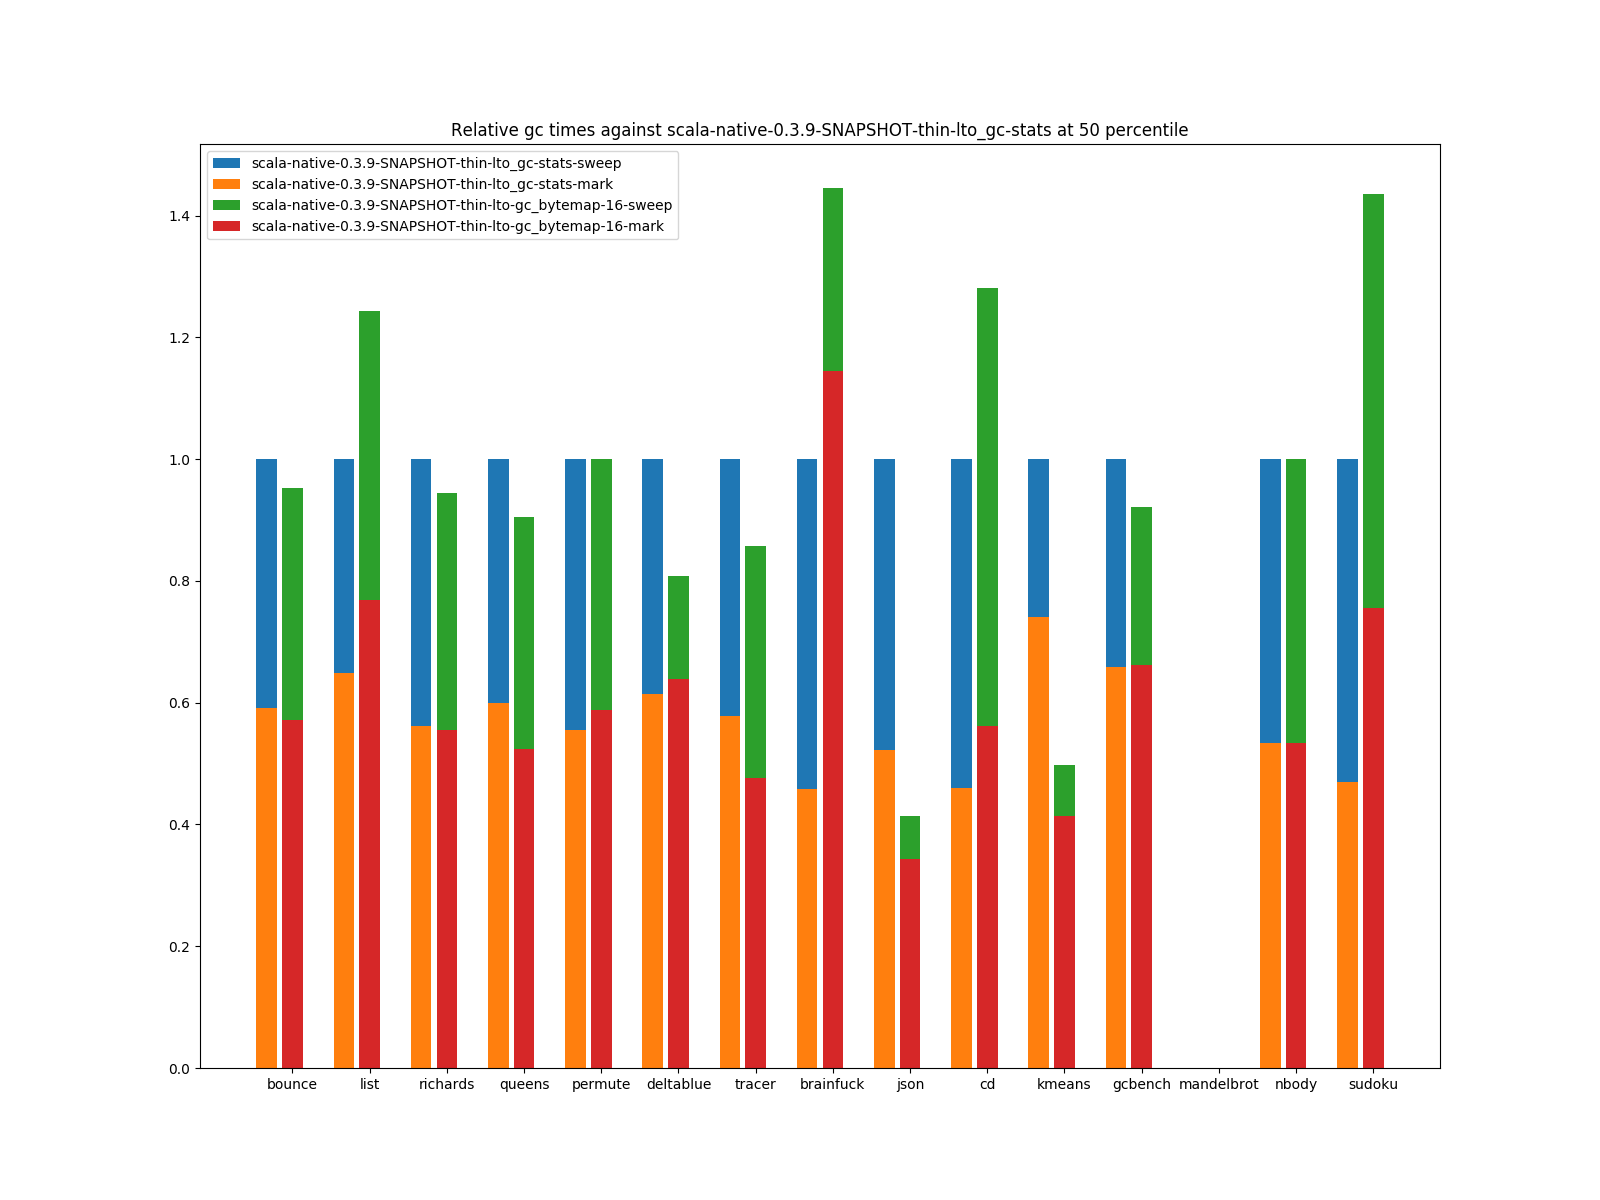 Relative gc times against scala-native-0.3.9-SNAPSHOT-thin-lto_gc-stats at 50 percentile
scala-native-0.3.9-SNAPSHOT-thin-lto_gc-stats-sweep
scala-native-0.3.9-SNAPSHOT-thin-lto_gc-stats-mark
scala-native-0.3.9-SNAPSHOT-thin-lto-gc_bytemap-16-sweep
scala-native-0.3.9-SNAPSHOT-thin-lto-gc_bytemap-16-mark
1.4
1.2
1.0
0.8
0.6
0.4
0.2
0.0
bounce list richards queens permute deltablue tracer brainfuck json cd kmeans gcbench mandelbrot nbody sudoku